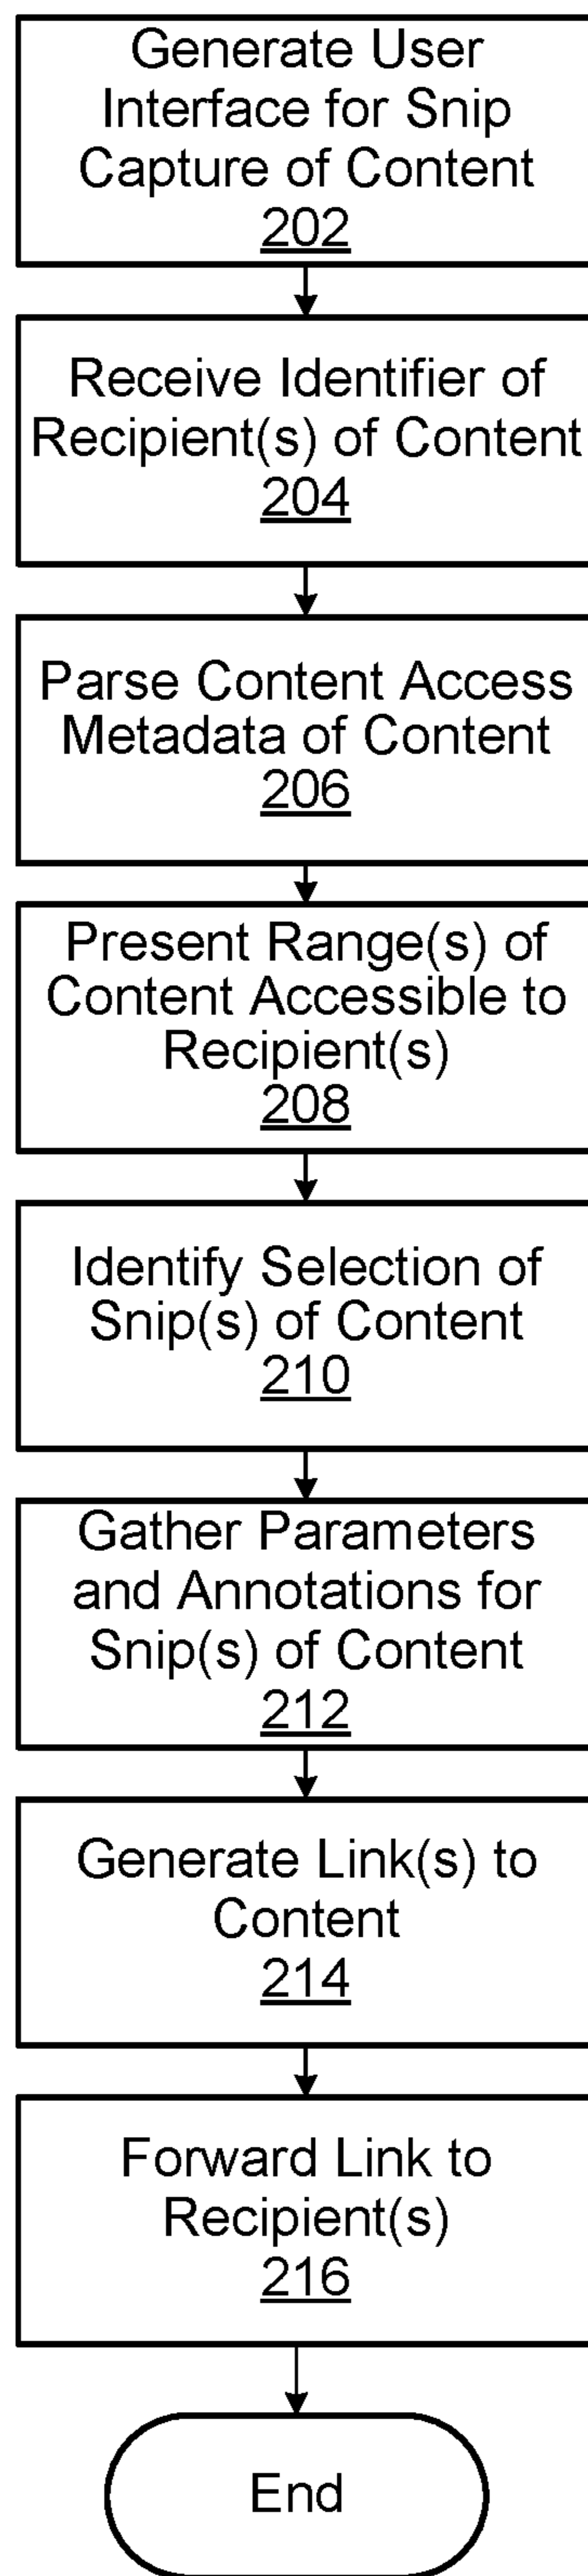 Generate User
Interface for Snip
Capture of Content
202
Receive Identifier of
Recipient(s) of Content
204
Parse Content Access
Metadata of Content
206
Present Range(s) of
Content Accessible to
Recipient(s)
208
Identify Selection of
Snip(s) of Content
210
Gather Parameters
and Annotations for
Snip(s) of Content
212
Generate Link(s) to
Content
214
Forward Link to
Recipient(s)
216
End